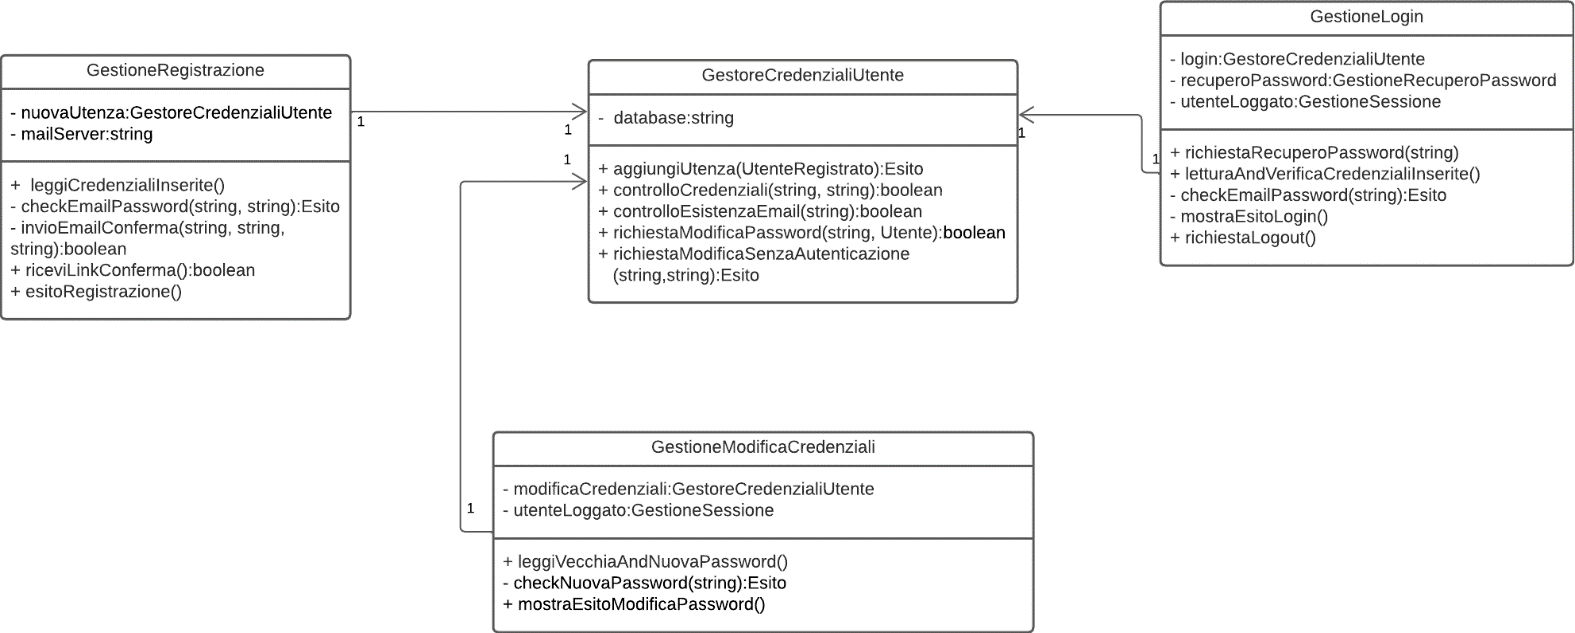 GestioneRegistrazione
- nuovaUtenza:GestoreCredenzialiUtente
- mailServer:string
+ leggiCredenzialiInserite()
- checkEmailPassword(string, string):Esito
- invioEmailConferma(string, string,
string):boolean
+ riceviLinkConferma():boolean
+ esitoRegistrazione()
1
1
1
GestoreCredenzialiUtente
- database:string
+ aggiungiUtenza(UtenteRegistrato):Esito
+ controlloCredenziali(string, string):boolean
+ controlloEsistenzaEmail(string):boolean
+ richiestaModificaPassword(string, Utente):boolean
+ richiestaModificaSenzaAutenticazione
(string,string):Esito
1
1
GestioneLogin
- login:GestoreCredenzialiUtente
- recuperoPassword:GestioneRecuperoPassword
- utenteLoggato:GestioneSessione
+ richiestaRecuperoPassword(string)
+ letturaAndVerificaCredenzialiInserite()
- checkEmailPassword(string):Esito
- mostraEsitoLogin()
+ richiestaLogout()
1
GestioneModificaCredenziali
- modificaCredenziali:GestoreCredenzialiUtente
- utenteLoggato:GestioneSessione
+ leggiVecchiaAndNuovaPassword()
- checkNuovaPassword(string):Esito
+ mostraEsitoModificaPassword()